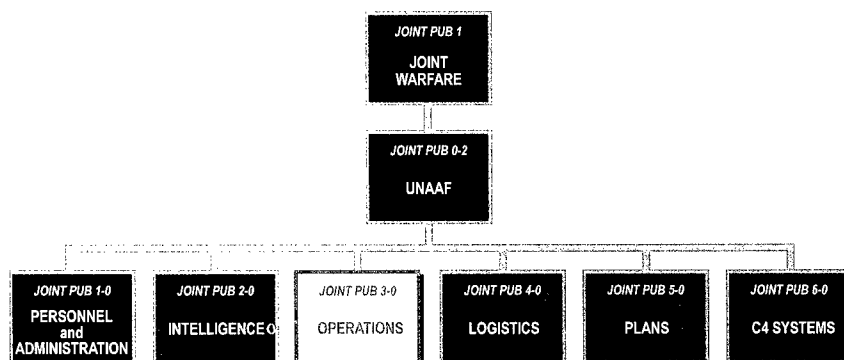 JOINT PUB 1
JOINT
WARFARE
JOINT PUB 0-2
UNAAF
JOINT PUB 1-0
PERSONNEL
and
ADMINISTRATION
JOINT PUB 2-0
INTELLIGENCE
JOINT PUB 3-0
OPERATIONS
JOINT PUB 4-0
LOGISTICS
JOINT PUB 5-0
PLANS
JOINT PUB 6-0
C4 SYSTEMS